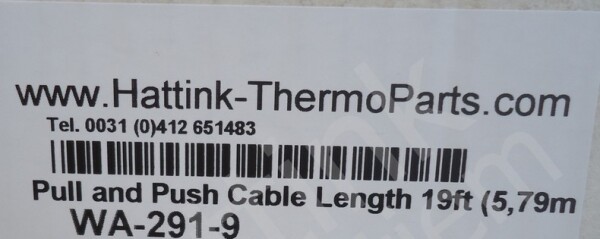 www.Hattink-ThermoParts.com
Tel. 0031 (0)412 651483
Pull and Push Cable Length 19ft (5,79m
WA-291-9